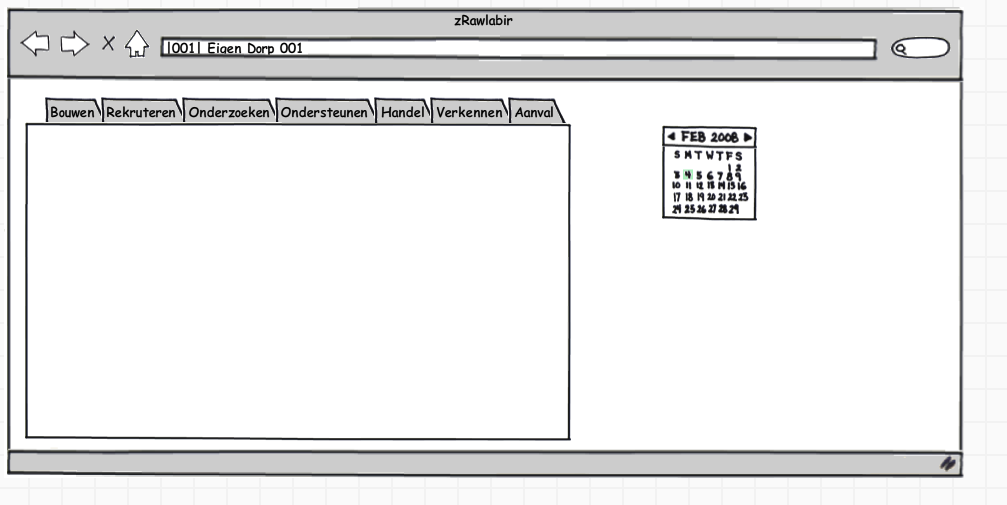 zRawlabir
|001| Eigen Dorp 001
Bouwen Rekruteren Onderzoeken Ondersteunen Handel Verkennen Aanval
FEB 2008
S M T W T F S
1 2
3 4 5 6 7 8 9
10 11 12 13 14 15 16
17 18 19 20 21 22 23
24 25 26 27 28 29